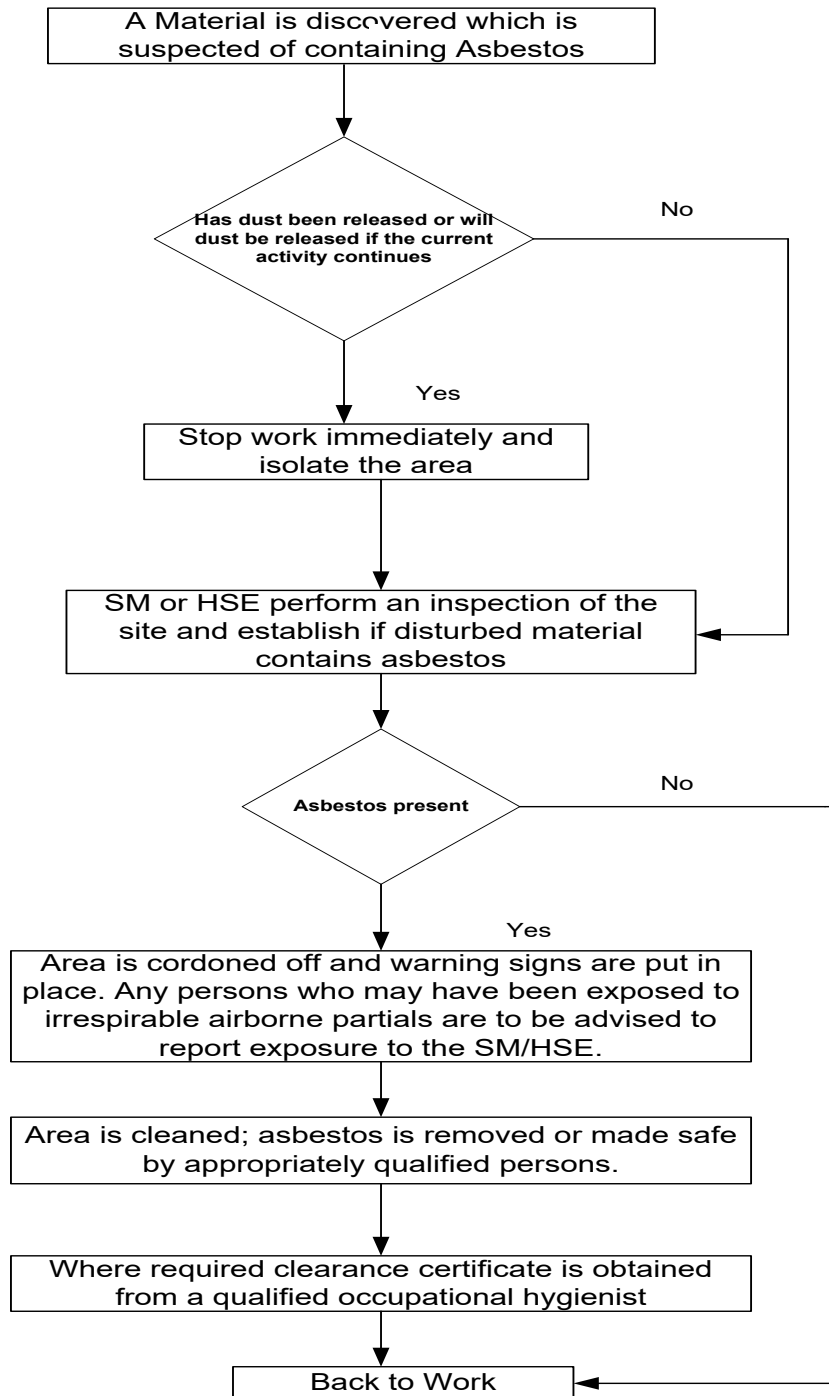 A Material is discovered which is
suspected of containing Asbestos
Has dust been released or will
dust be released if the current
activity continues
No
Yes
Stop work immediately and
isolate the area
SM or HSE perform an inspection of the
site and establish if disturbed material
contains asbestos
Asbestos present
No
Yes
Area is cordoned off and warning signs are put in
place. Any persons who may have been exposed to
irrespirable airborne partials are to be advised to
report exposure to the SM/HSE.
Area is cleaned; asbestos is removed or made safe
by appropriately qualified persons.
Where required clearance certificate is obtained
from a qualified occupational hygienist
Back to Work